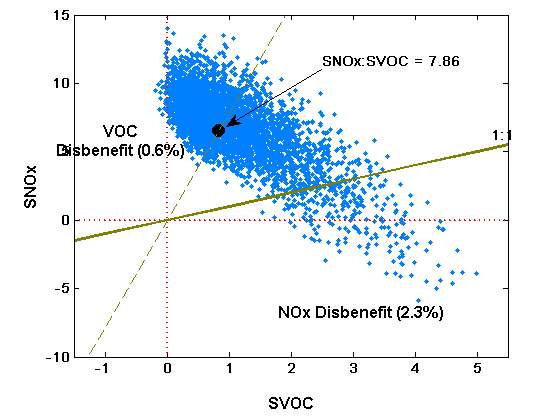 15
10
5
0
-5
-10
SNOx
SNOx:SVOC = 7.86
1:1
VOC
Disbenefit (0.6%)
NOx Disbenefit (2.3%)
-1
0
1
2
3
4
5
SVOC